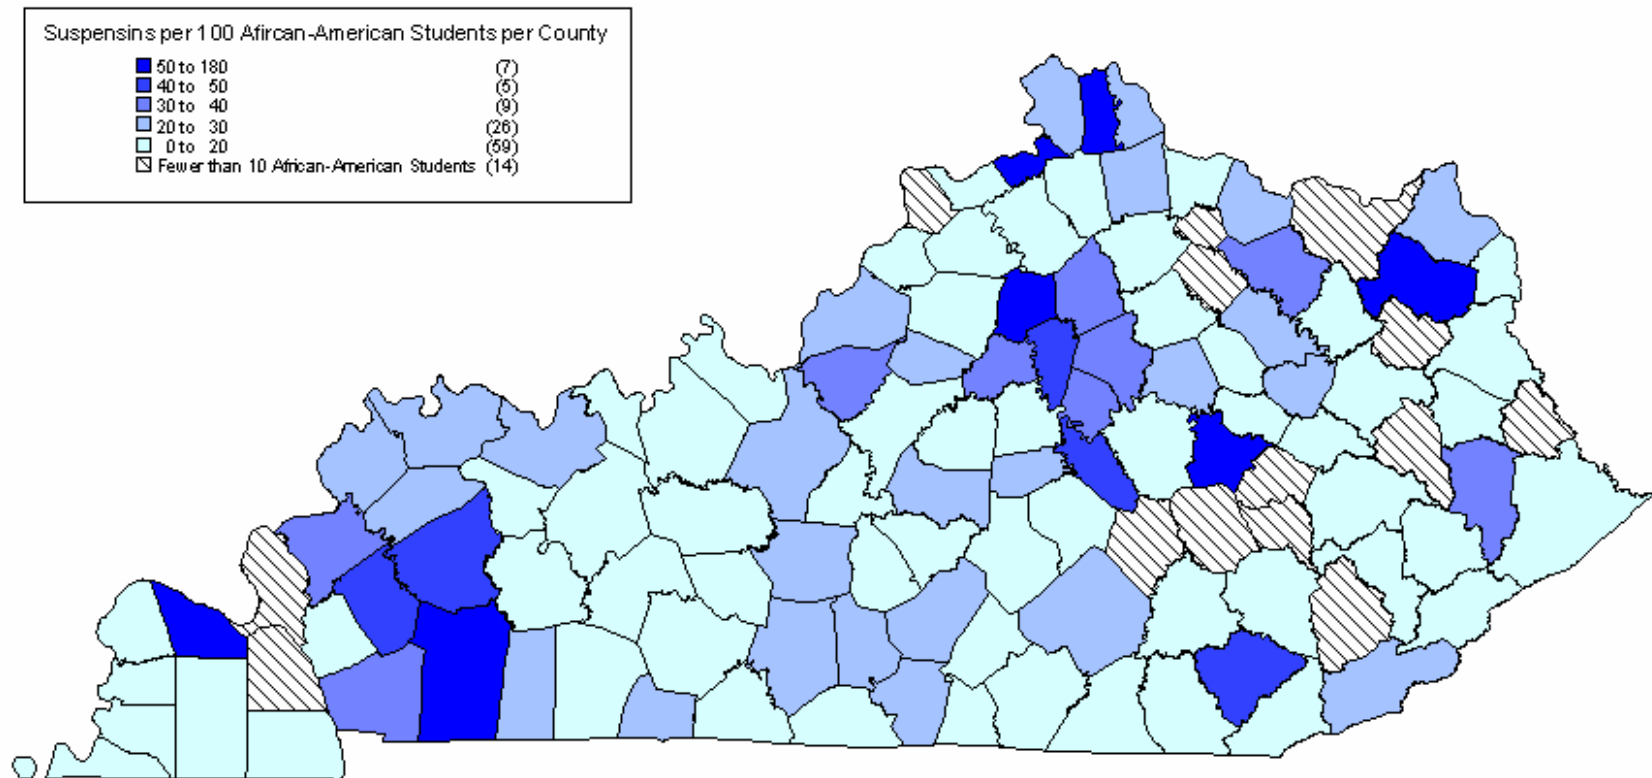 Suspensins per 100 Afircan-American Students per County
50 to 180 (7)
40 to 50 (5)
30 to 40 (9)
20 to 30 (26)
0 to 20 (59)
Fewer than 10 African-American Students (14)